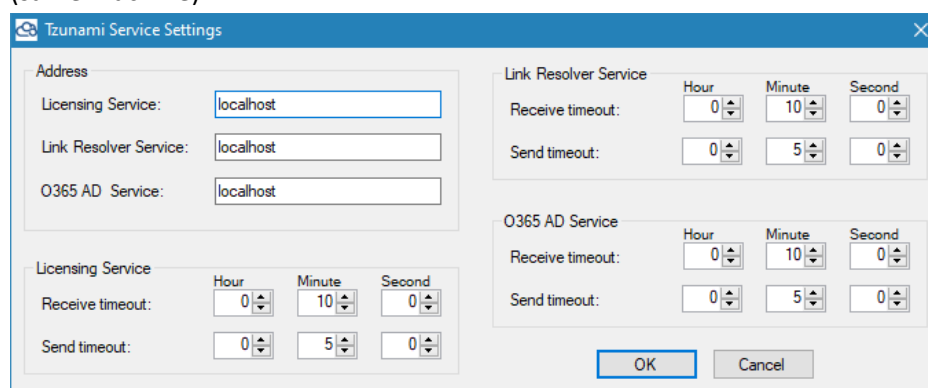 Tzunami Service Settings
Address
Licensing Service: localhost
Link Resolver Service: localhost
O365 AD Service: localhost
Licensing Service
Hour Minute Second
Receive timeout: 0 10 0
Send timeout: 0 5 0
Link Resolver Service
Hour Minute Second
Receive timeout: 0 10 0
Send timeout: 0 5 0
O365 AD Service
Hour Minute Second
Receive timeout: 0 10 0
Send timeout: 0 5 0
OK Cancel